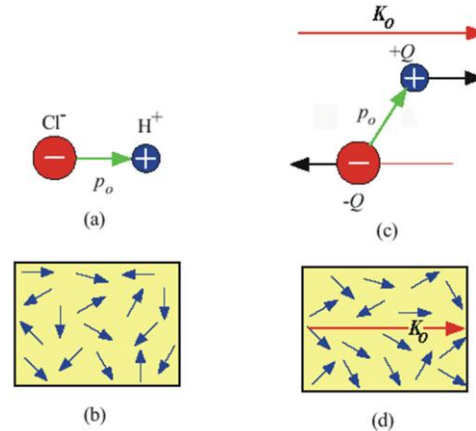 (a)
Cl⁻ H⁺
− +
p₀
(a)
(b)
K₀
(c)
+Q
+
p₀
−
-Q
(c)
K₀
(d)